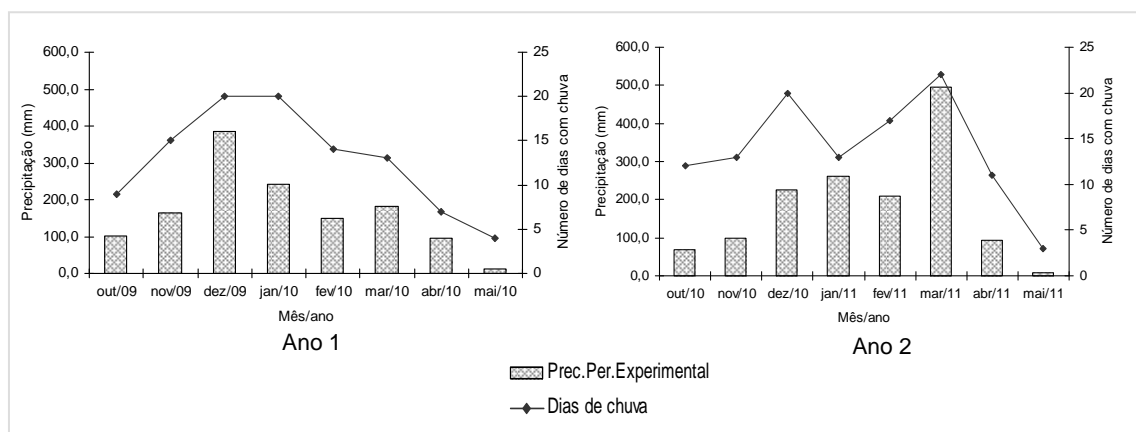 600,0
500,0
400,0
300,0
200,0
100,0
0,0
Precipitação (mm)
25
20
15
10
5
0
Número de dias com chuva
out/09 nov/09 dez/09 jan/10 fev/10 mar/10 abr/10 mai/10
Mês/ano
Ano 1
600,0
500,0
400,0
300,0
200,0
100,0
0,0
Precipitação (mm)
25
20
15
10
5
0
Número de dias com chuva
out/10 nov/10 dez/10 jan/11 fev/11 mar/11 abr/11 mai/11
Mês/ano
Ano 2
Prec.Per.Experimental
Dias de chuva